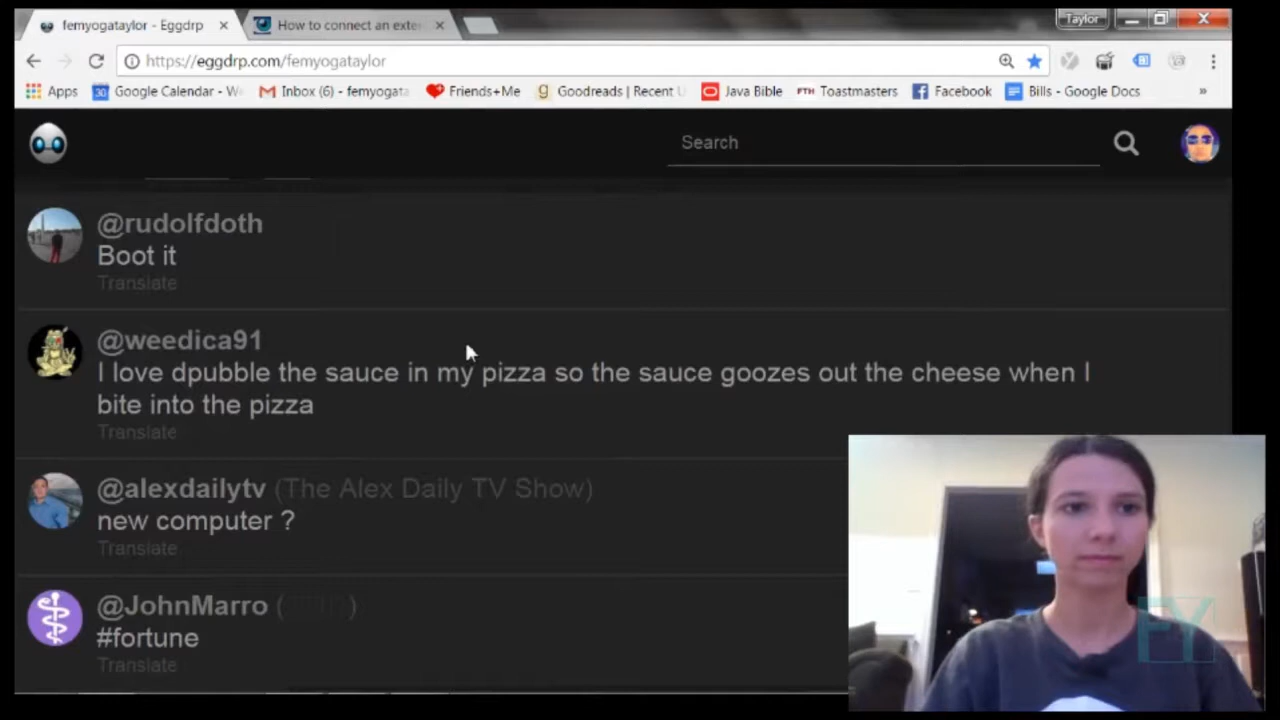 femyogataylor - Eggdrp
How to connect an exte
Taylor
https://eggdrp.com/femyogataylor
Apps
30
Google Calendar - W
Inbox (6) - femyogata
Friends+Me
g
Goodreads | Recent
Java Bible
FTH
Toastmasters
Facebook
Bills - Google Docs
»
Search
@rudolfdoth
Boot it
Translate
@weedica91
I love dpubble the sauce in my pizza so the sauce goozes out the cheese when I
bite into the pizza
Translate
@alexdailytv (The Alex Daily TV Show)
new computer ?
Translate
@JohnMarro
#fortune
Translate
FY